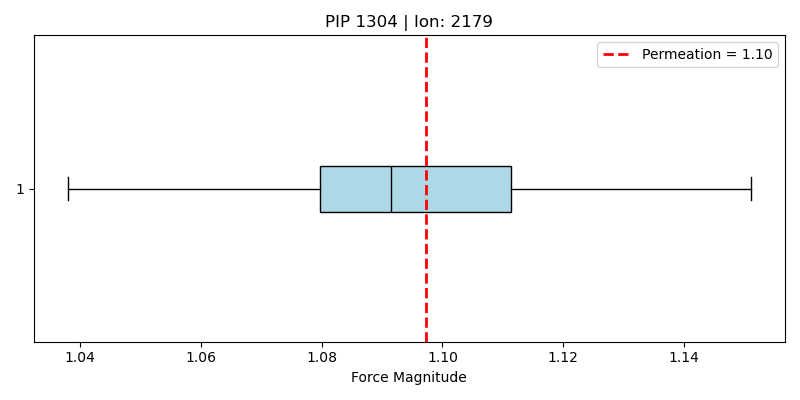 PIP 1304 | Ion: 2179
Permeation = 1.10
1
1.04 1.06 1.08 1.10 1.12 1.14
Force Magnitude